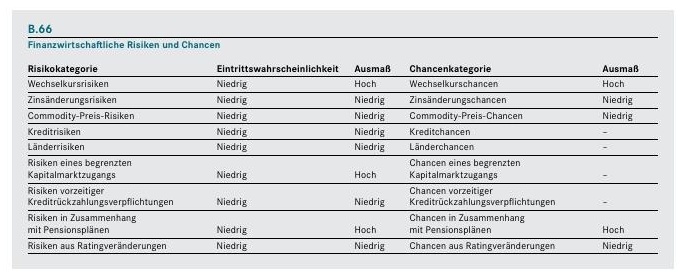 B.66
Finanzwirtschaftliche Risiken und Chancen
Risikokategorie Eintrittswahrscheinlichkeit Ausmaß Chancenkategorie Ausmaß
Wechselkursrisiken Niedrig Hoch Wechselkurschancen Hoch
Zinsänderungsrisiken Niedrig Niedrig Zinsänderungschancen Niedrig
Commodity-Preis-Risiken Niedrig Niedrig Commodity-Preis-Chancen Niedrig
Kreditrisiken Niedrig Niedrig Kreditchancen –
Länderrisiken Niedrig Niedrig Länderchancen –
Risiken eines begrenzten Chancen eines begrenzten
Kapitalmarktzugangs Niedrig Hoch Kapitalmarktzugangs –
Risiken vorzeitiger Chancen vorzeitiger
Kreditrückzahlungsverpflichtungen Niedrig Niedrig Kreditrückzahlungsverpflichtungen –
Risiken in Zusammenhang Chancen in Zusammenhang
mit Pensionsplänen Niedrig Hoch mit Pensionsplänen Hoch
Risiken aus Ratingveränderungen Niedrig Niedrig Chancen aus Ratingveränderungen Niedrig